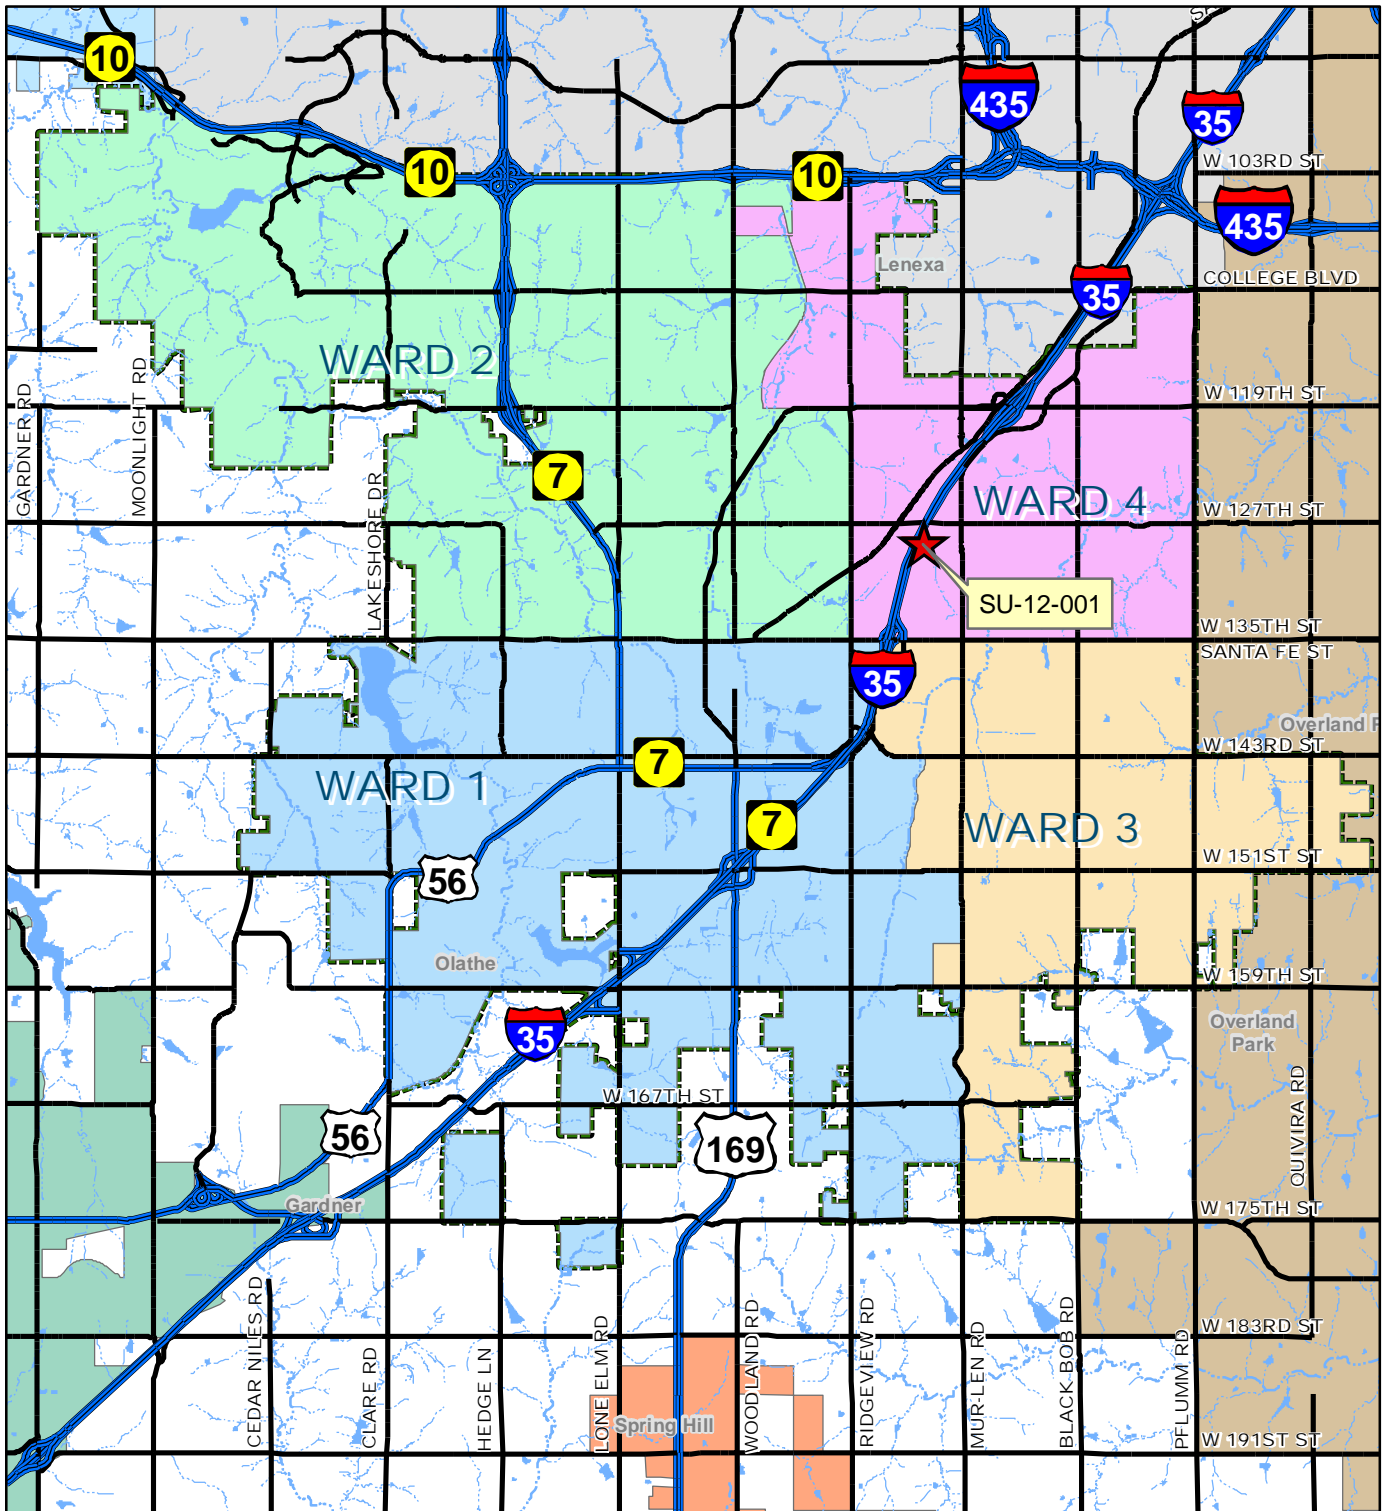 10
435
35
W 103RD ST
10
10
435
Lenexa
COLLEGE BLVD
35
WARD 2
W 119TH ST
GARDNER RD
MOONLIGHT RD
7
LAKESHORE DR
WARD 4
W 127TH ST
SU-12-001
W 135TH ST
SANTA FE ST
35
Overland P
W 143RD ST
7
WARD 1
7
WARD 3
W 151ST ST
56
Olathe
W 159TH ST
35
Overland
Park
W 167TH ST
56
169
QUIVIRA RD
Gardner
W 175TH ST
CEDAR NILES RD
CLARE RD
HEDGE LN
LONE ELM RD
WOODLAND RD
RIDGEVIEW RD
MUR-LEN RD
BLACK BOB RD
PFLUMM RD
W 183RD ST
Spring Hill
W 191ST ST